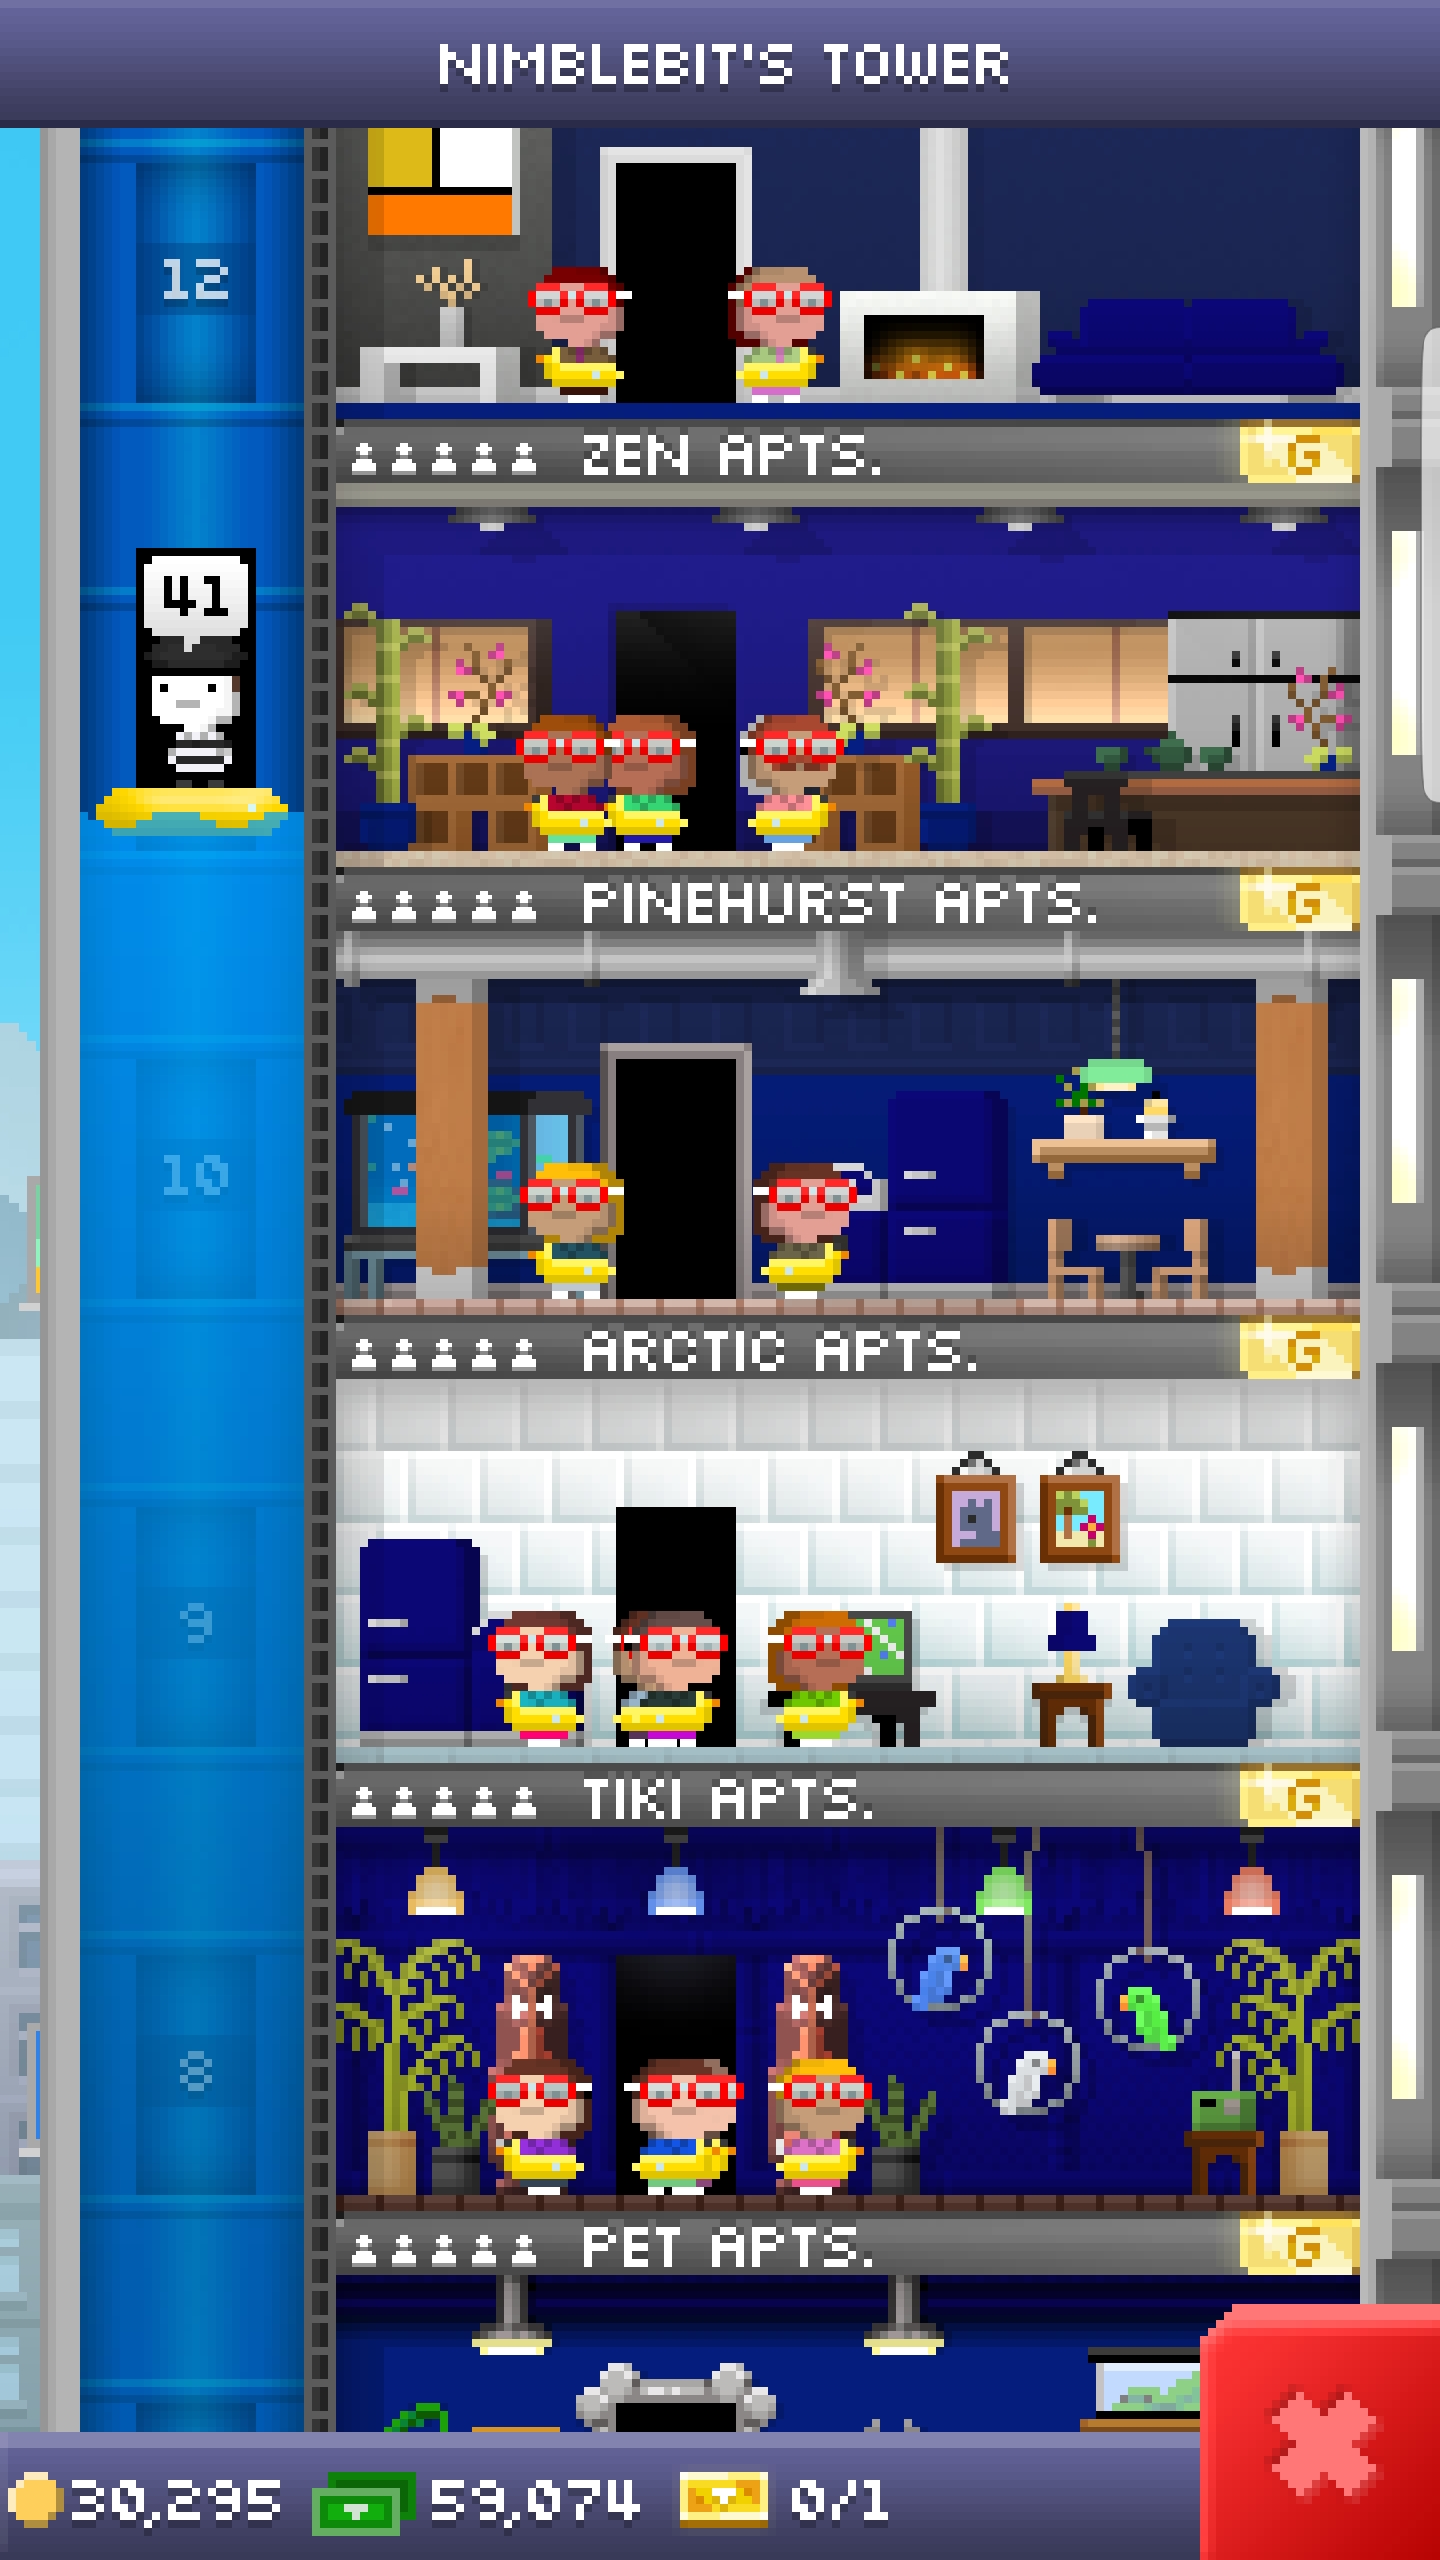 NIMBLEBIT'S TOWER
12
ZEN APTS.
G
41
PINEHURST APTS.
G
10
ARCTIC APTS.
G
9
TIKI APTS.
G
8
PET APTS.
G
30,295 59,074 0/1